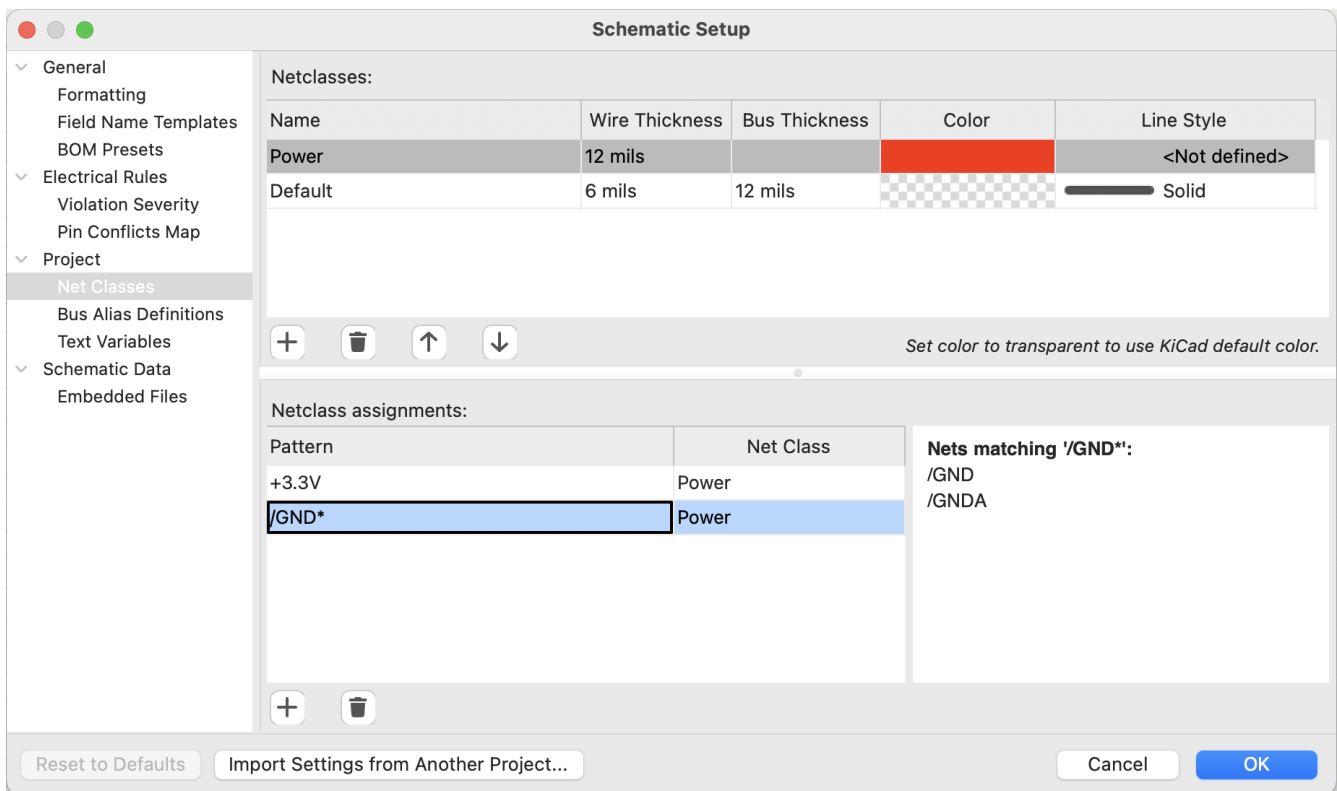 Schematic Setup
General
Formatting
Field Name Templates
BOM Presets
Electrical Rules
Violation Severity
Pin Conflicts Map
Project
Net Classes
Bus Alias Definitions
Text Variables
Schematic Data
Embedded Files
Netclasses:
Name Wire Thickness Bus Thickness Color Line Style
Power 12 mils <Not defined>
Default 6 mils 12 mils Solid
Set color to transparent to use KiCad default color.
Netclass assignments:
Pattern Net Class
+3.3V Power
/GND* Power
Nets matching '/GND*':
/GND
/GNDA
Reset to Defaults Import Settings from Another Project... Cancel OK